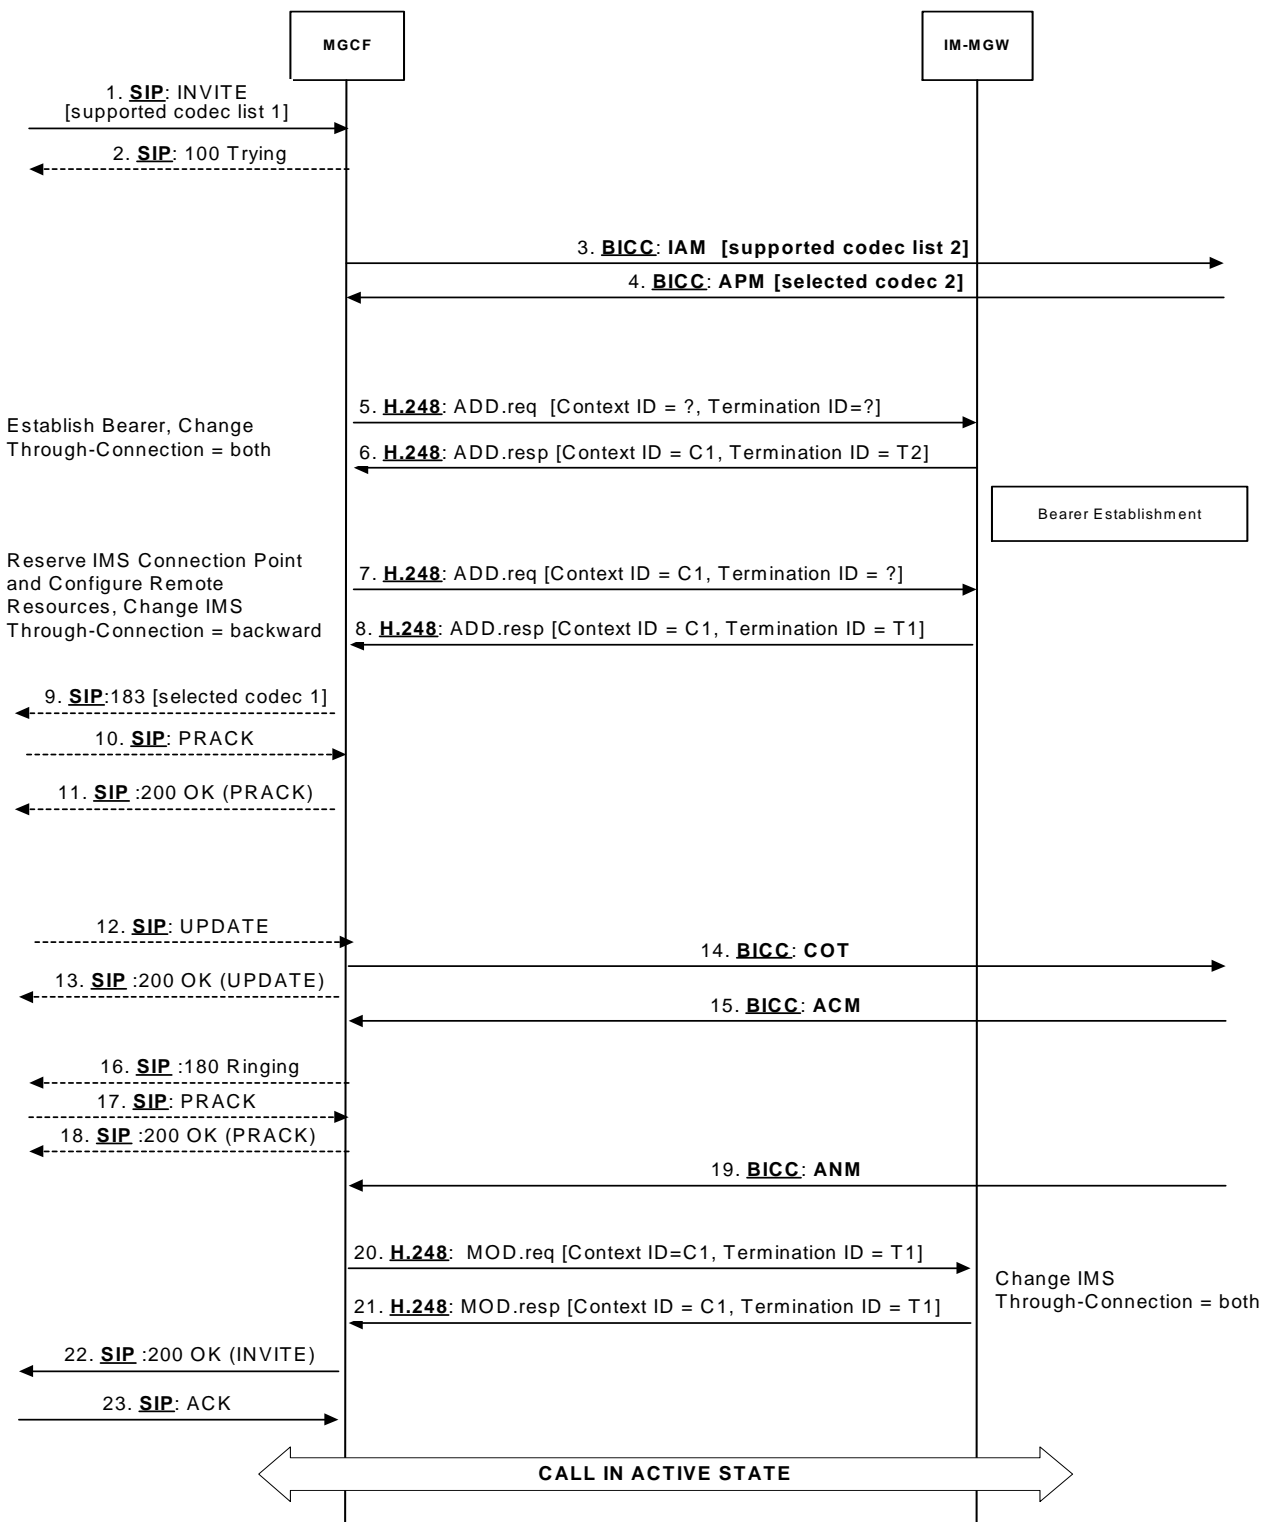 MGCF
IM-MGW
1. SIP: INVITE
[supported codec list 1]
2. SIP: 100 Trying
3. BICC: IAM [supported codec list 2]
4. BICC: APM [selected codec 2]
5. H.248: ADD.req [Context ID = ?, Termination ID=?]
Establish Bearer, Change
Through-Connection = both
6. H.248: ADD.resp [Context ID = C1, Termination ID = T2]
Bearer Establishment
Reserve IMS Connection Point
and Configure Remote
Resources, Change IMS
Through-Connection = backward
7. H.248: ADD.req [Context ID = C1, Termination ID = ?]
8. H.248: ADD.resp [Context ID = C1, Termination ID = T1]
9. SIP:183 [selected codec 1]
10. SIP: PRACK
11. SIP :200 OK (PRACK)
12. SIP: UPDATE
14. BICC: COT
13. SIP :200 OK (UPDATE)
15. BICC: ACM
16. SIP :180 Ringing
17. SIP: PRACK
18. SIP :200 OK (PRACK)
19. BICC: ANM
20. H.248: MOD.req [Context ID=C1, Termination ID = T1]
Change IMS
Through-Connection = both
21. H.248: MOD.resp [Context ID = C1, Termination ID = T1]
22. SIP :200 OK (INVITE)
23. SIP: ACK
CALL IN ACTIVE STATE